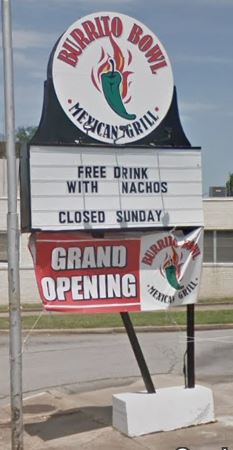 BURRITO BOWL
MEXICAN GRILL
FREE DRINK
WITH NACHOS
CLOSED SUNDAY
GRAND
OPENING
BURRITO BOWL
MEXICAN GRILL